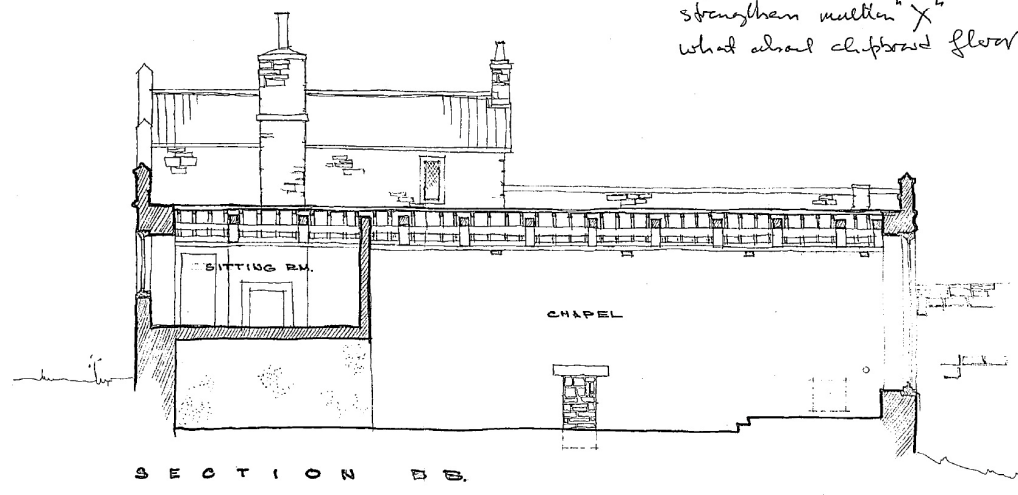 strengthen mullion "X"
what about chipboard floor
SITTING RM.
CHAPEL
SECTION BB.